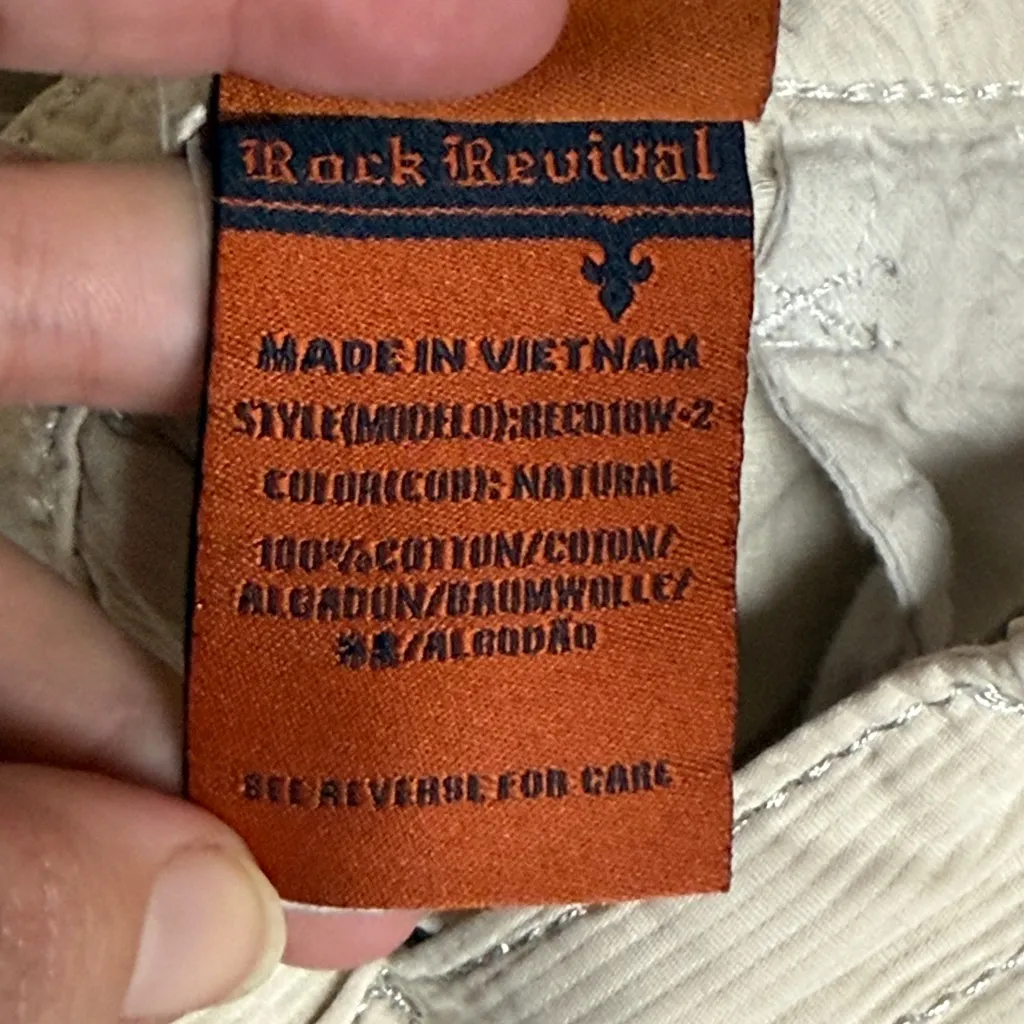 Rock Revival
MADE IN VIETNAM
STYLE(MODELO):RECO18W-2
COLOR(COR): NATURAL
100%COTTON/COTON/
ALGADON/BAUMWOLLE/
/ALGODÃO
SEE REVERSE FOR CARE